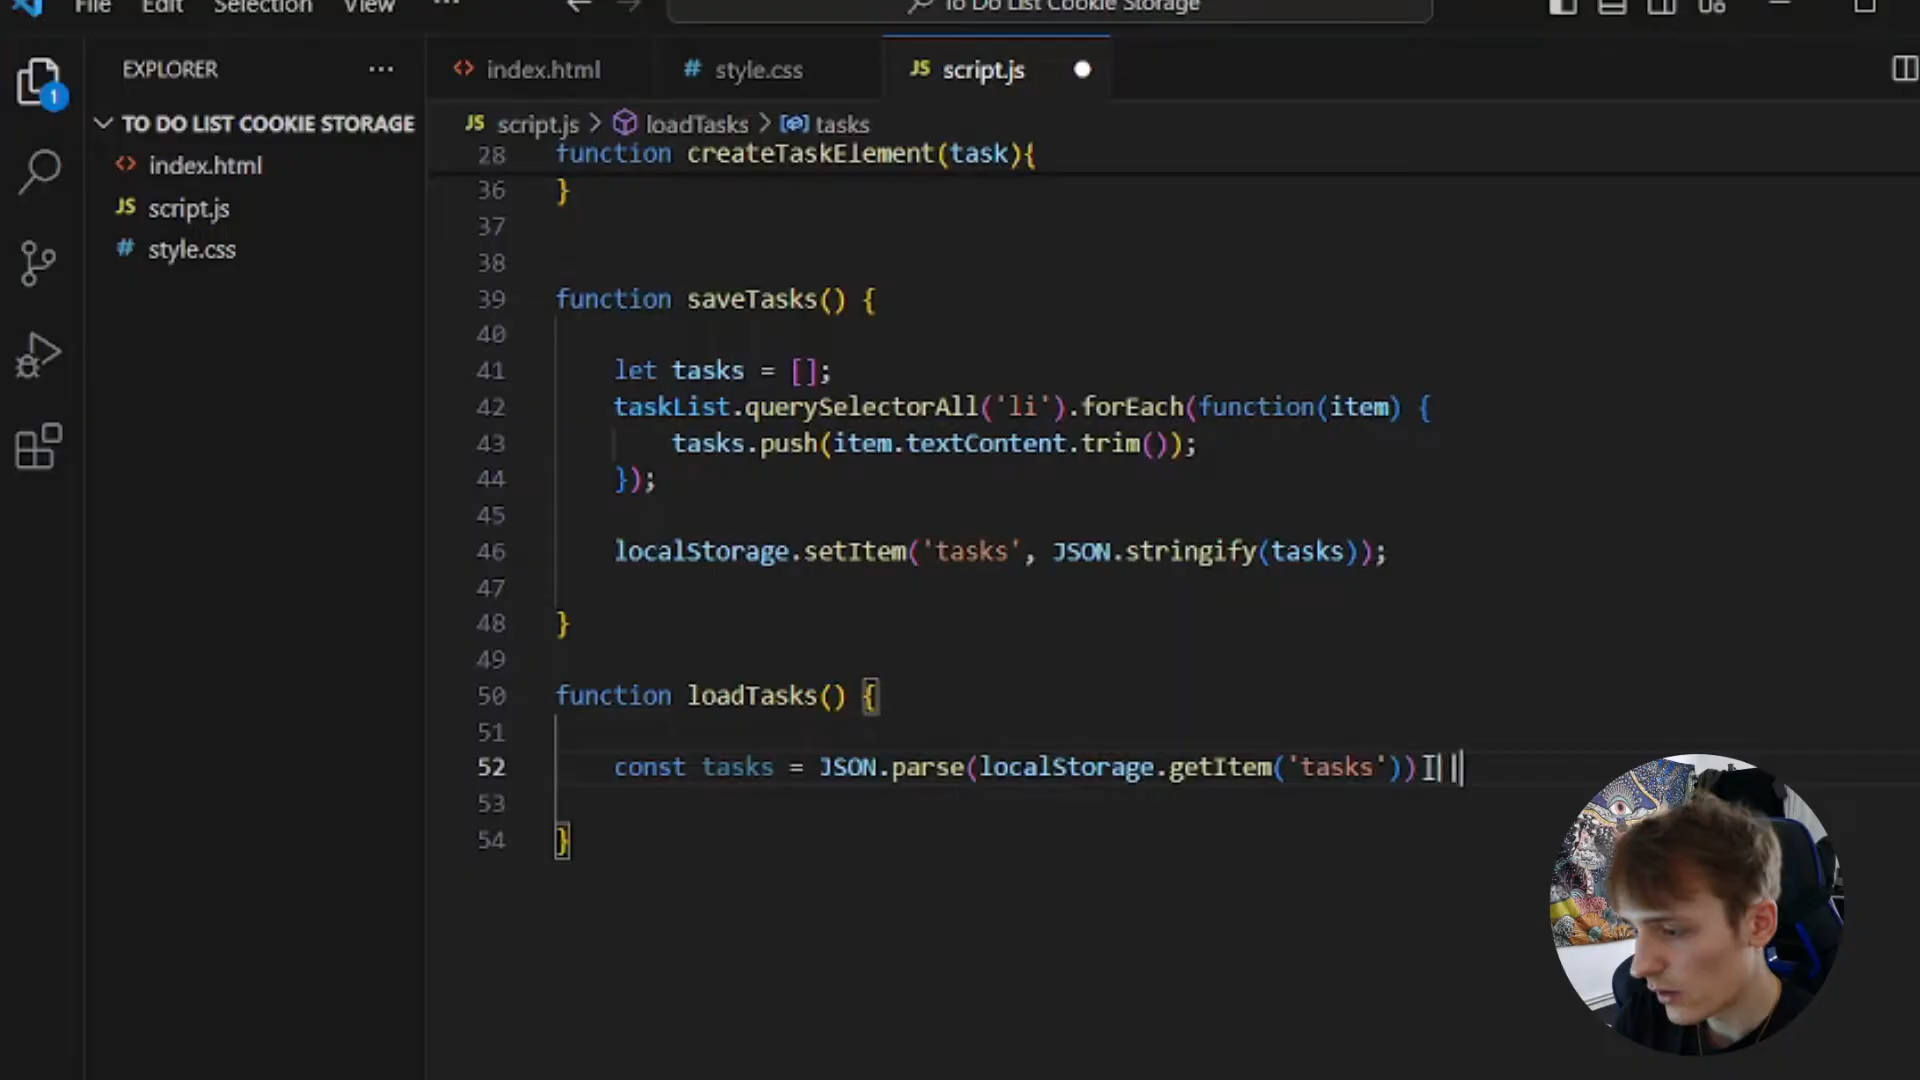 File Edit Selection View ...
To Do List Cookie Storage
EXPLORER ...
1
TO DO LIST COOKIE STORAGE
<> index.html
JS script.js
# style.css
<> index.html
# style.css
JS script.js
JS script.js > loadTasks > tasks
28 function createTaskElement(task){
36 }
37
38
39 function saveTasks() {
40
41 let tasks = [];
42 taskList.querySelectorAll('li').forEach(function(item) {
43 tasks.push(item.textContent.trim());
44 });
45
46 localStorage.setItem('tasks', JSON.stringify(tasks));
47
48 }
49
50 function loadTasks() {
51
52 const tasks = JSON.parse(localStorage.getItem('tasks')) ||
53
54 }